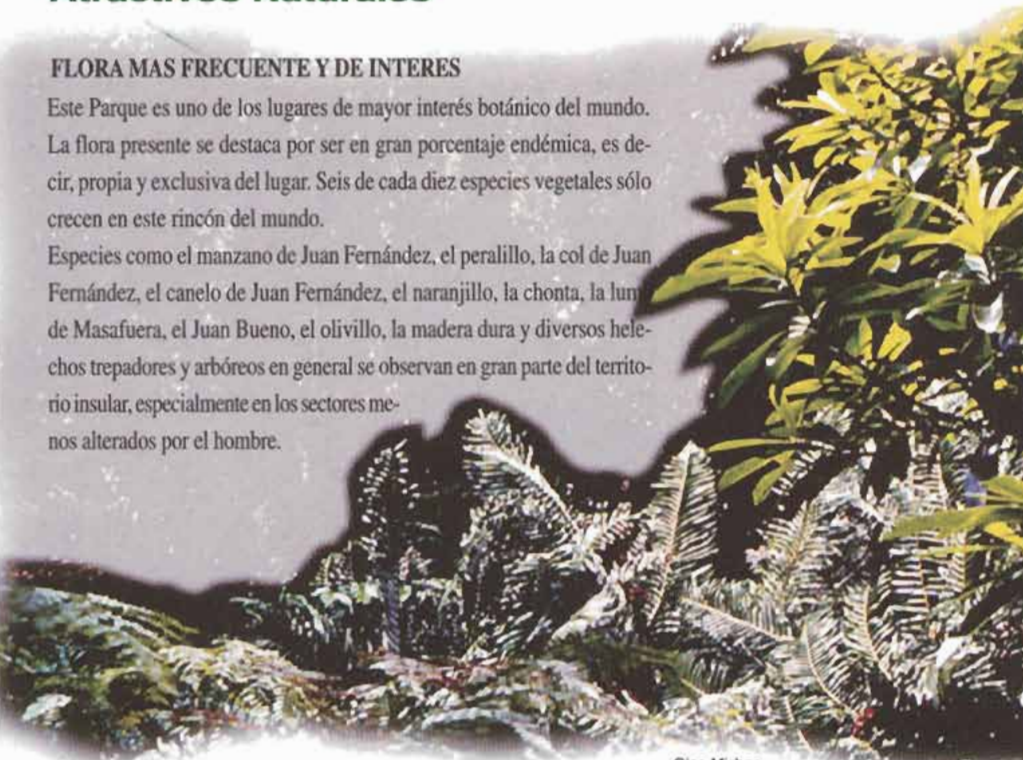 FLORA MAS FRECUENTE Y DE INTERES
Este Parque es uno de los lugares de mayor interés botánico del mundo.
La flora presente se destaca por ser en gran porcentaje endémica, es de-
cir, propia y exclusiva del lugar. Seis de cada diez especies vegetales sólo
crecen en este rincón del mundo.
Especies como el manzano de Juan Fernández, el peralillo, la col de Juan
Fernández, el canelo de Juan Fernández, el naranjillo, la chonta, la
de Masafuera, el Juan Bueno, el olivillo, la madera dura y diversos hele-
chos trepadores y arbóreos en general se observan en gran parte del territo-
rio insular, especialmente en los sectores me-
nos alterados por el hombre.